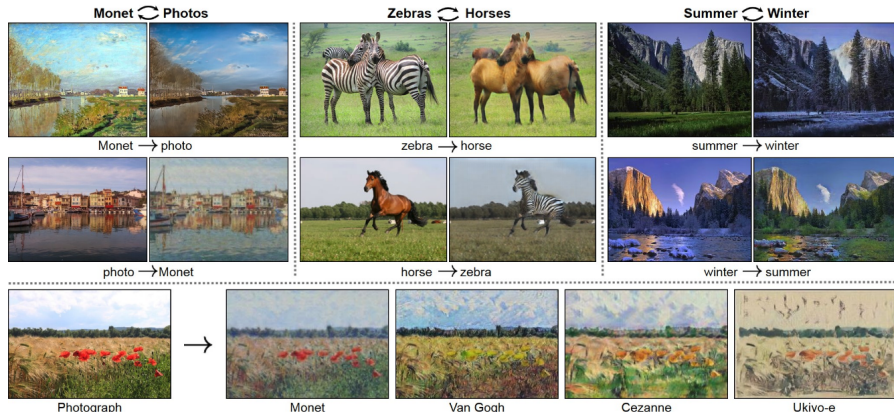 Monet ⇄ Photos
Zebras ⇄ Horses
Summer ⇄ Winter
Monet → photo
zebra → horse
summer → winter
photo → Monet
horse → zebra
winter → summer
Photograph
Monet
Van Gogh
Cezanne
Ukiyo-e